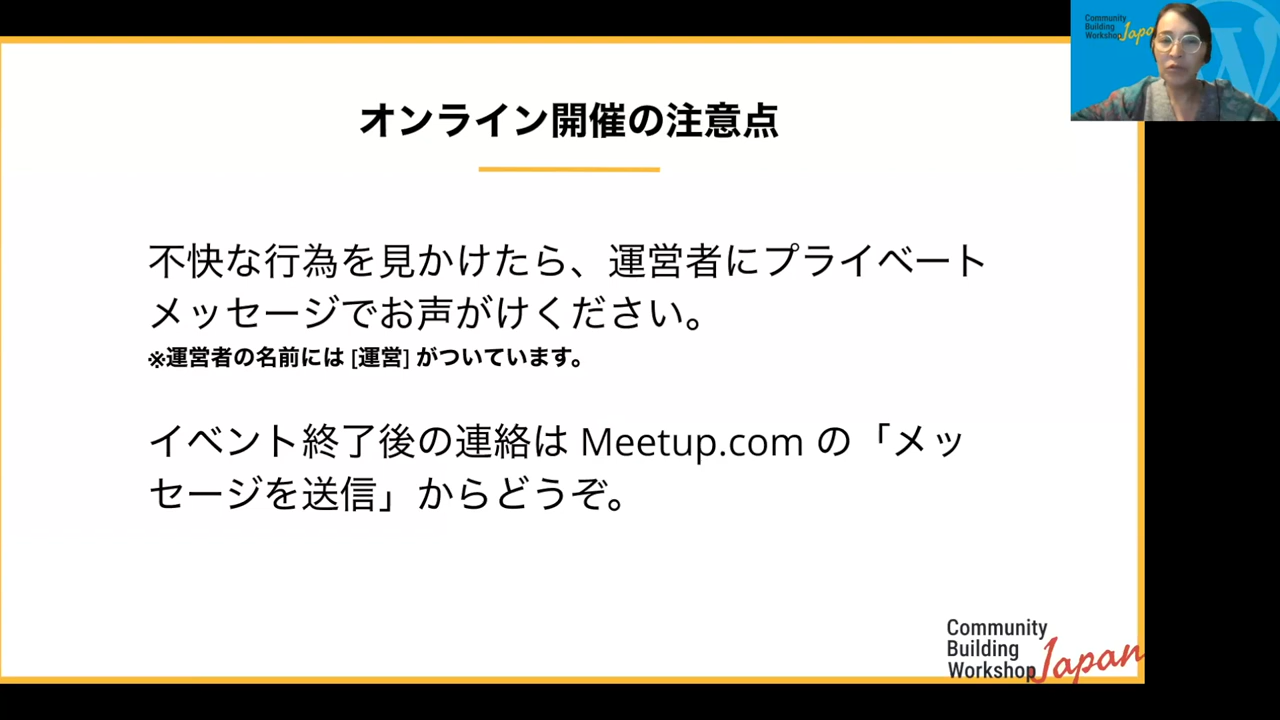 Community
Building
Workshop Japan
オンライン開催の注意点
不快な行為を見かけたら、運営者にプライベート
メッセージでお声がけください。
※運営者の名前には [運営] がついています。
イベント終了後の連絡は Meetup.com の「メッ
セージを送信」からどうぞ。
Community
Building
Workshop Japan